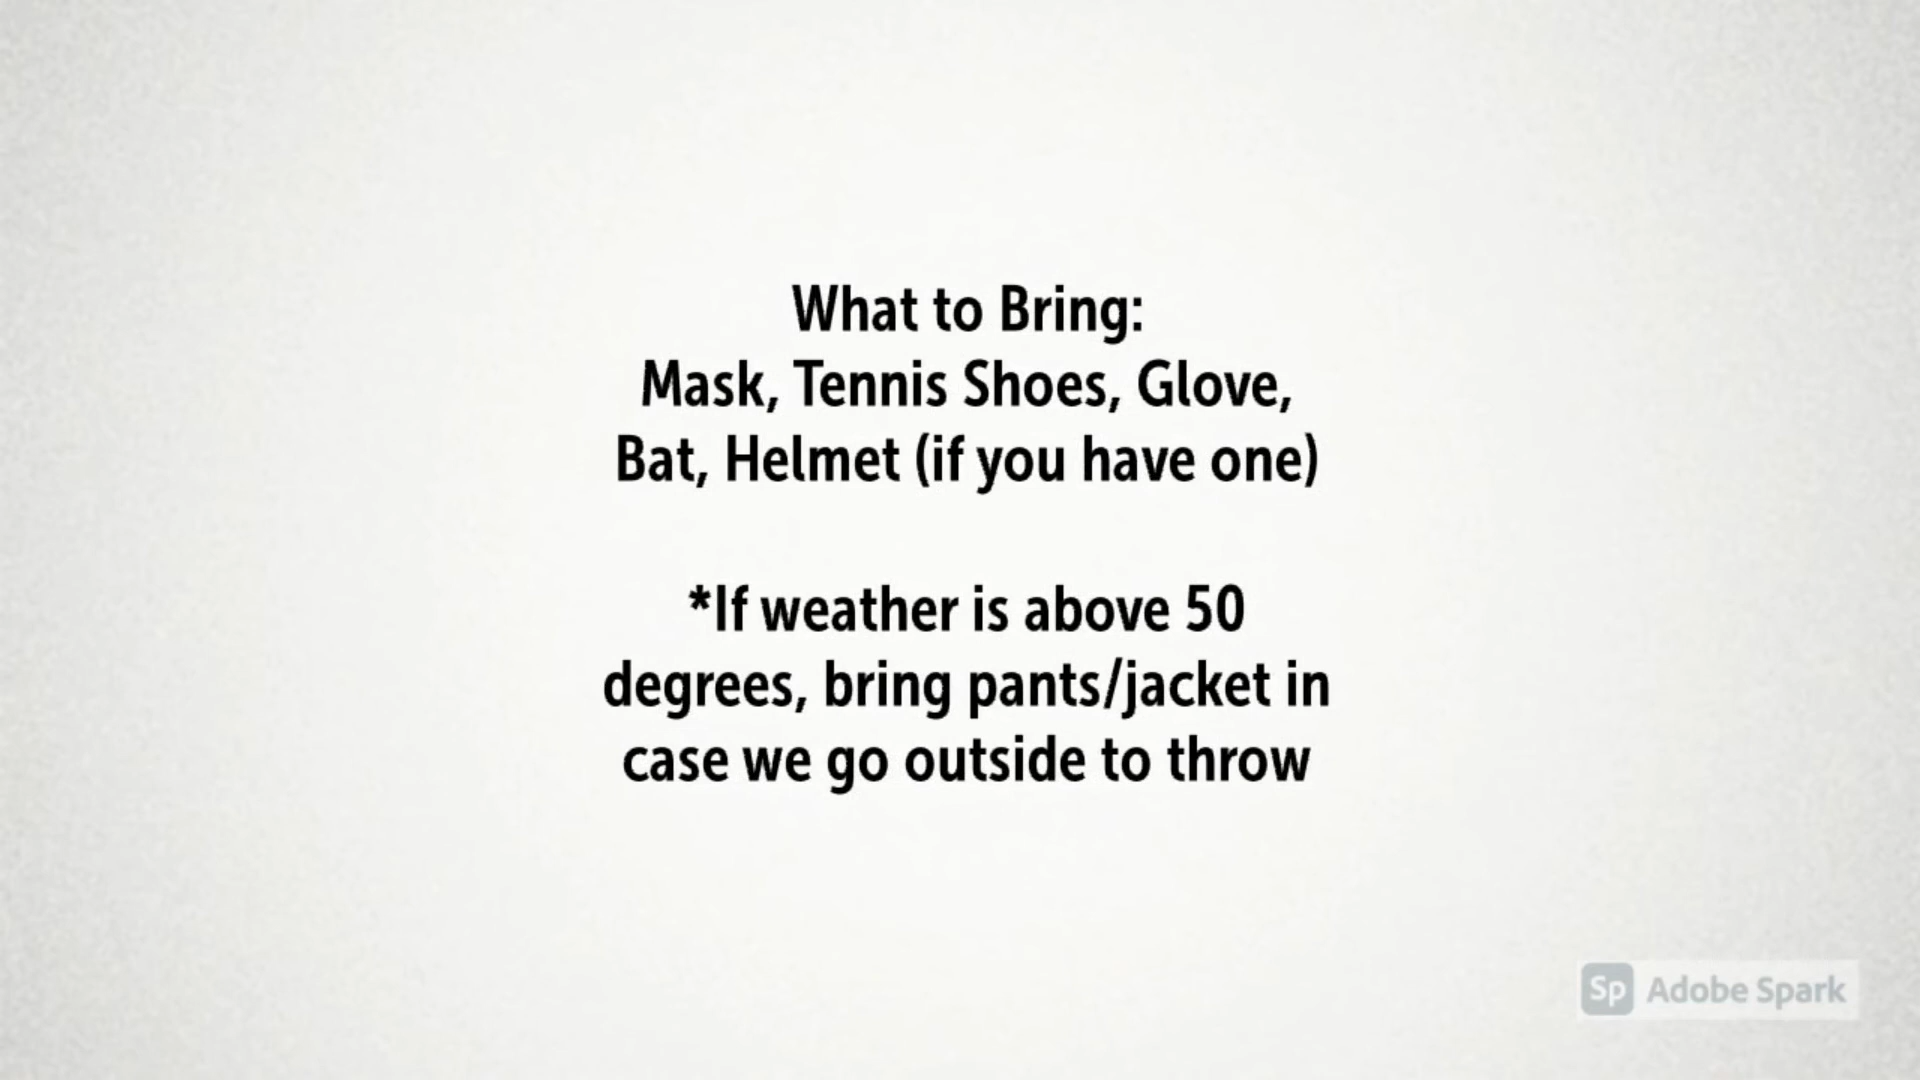 What to Bring:
Mask, Tennis Shoes, Glove,
Bat, Helmet (if you have one)
*If weather is above 50
degrees, bring pants/jacket in
case we go outside to throw
Sp Adobe Spark